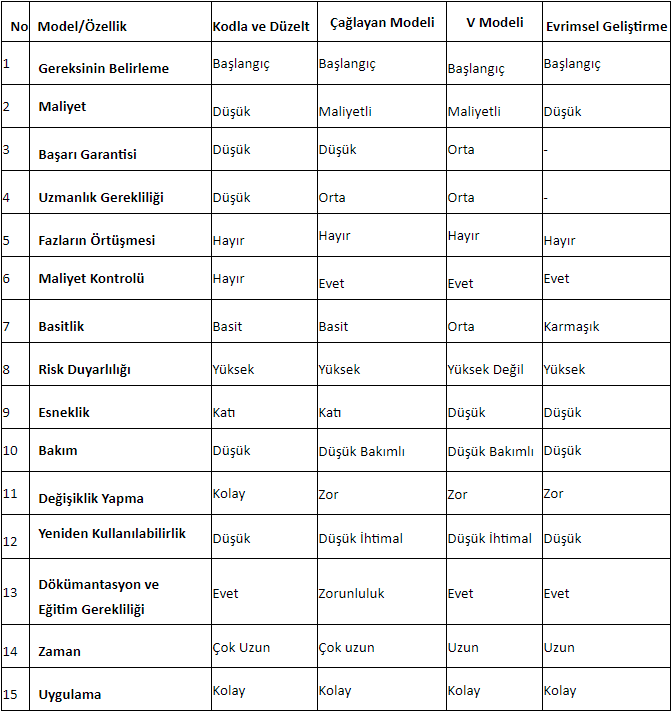 No Model/Özellik Kodla ve Düzelt Çağlayan Modeli V Modeli Evrimsel Geliştirme
1 Gereksinin Belirleme Başlangıç Başlangıç Başlangıç Başlangıç
2 Maliyet Düşük Maliyetli Maliyetli Düşük
3 Başarı Garantisi Düşük Düşük Orta -
4 Uzmanlık Gerekliliği Düşük Orta Orta -
5 Fazların Örtüşmesi Hayır Hayır Hayır Hayır
6 Maliyet Kontrolü Hayır Evet Evet Evet
7 Basitlik Basit Basit Orta Karmaşık
8 Risk Duyarlılığı Yüksek Yüksek Yüksek Değil Yüksek
9 Esneklik Katı Katı Düşük Düşük
10 Bakım Düşük Düşük Bakımlı Düşük Bakımlı Düşük
11 Değişiklik Yapma Kolay Zor Zor Zor
12 Yeniden Kullanılabilirlik Düşük Düşük İhtimal Düşük İhtimal Düşük
13 Dökümantasyon ve
Eğitim Gerekliliği Evet Zorunluluk Evet Evet
14 Zaman Çok Uzun Çok uzun Uzun Uzun
15 Uygulama Kolay Kolay Kolay Kolay